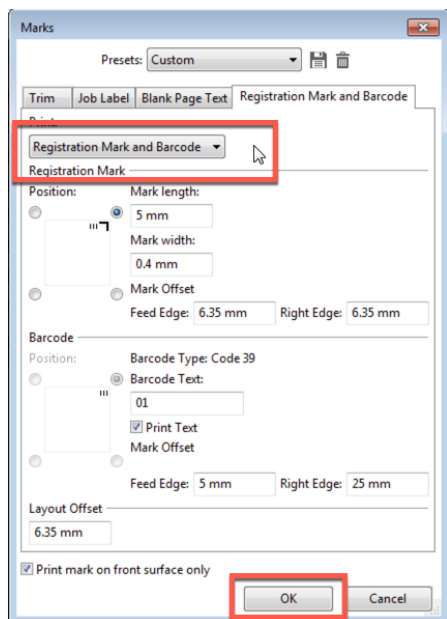 Marks
Presets: Custom
Trim Job Label Blank Page Text Registration Mark and Barcode
Print
Registration Mark and Barcode
Registration Mark
Position: Mark length:
5 mm
Mark width:
0.4 mm
Mark Offset
Feed Edge: 6.35 mm Right Edge: 6.35 mm
Barcode
Position: Barcode Type: Code 39
Barcode Text:
01
Print Text
Mark Offset
Feed Edge: 5 mm Right Edge: 25 mm
Layout Offset
6.35 mm
Print mark on front surface only
OK Cancel